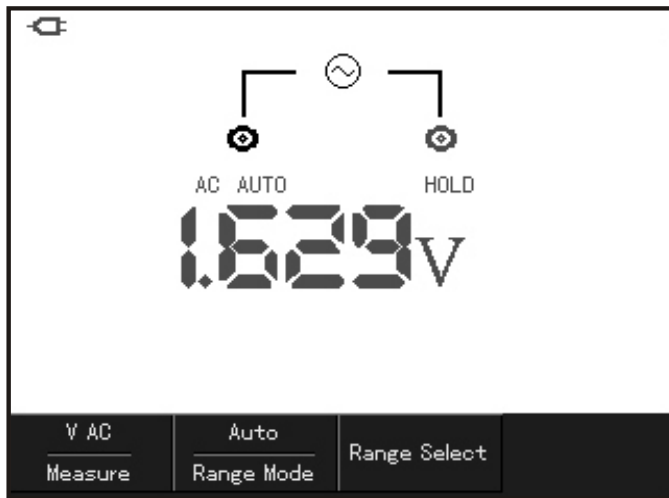 AC AUTO HOLD
1.629V
V AC Auto
Range Select
Measure Range Mode